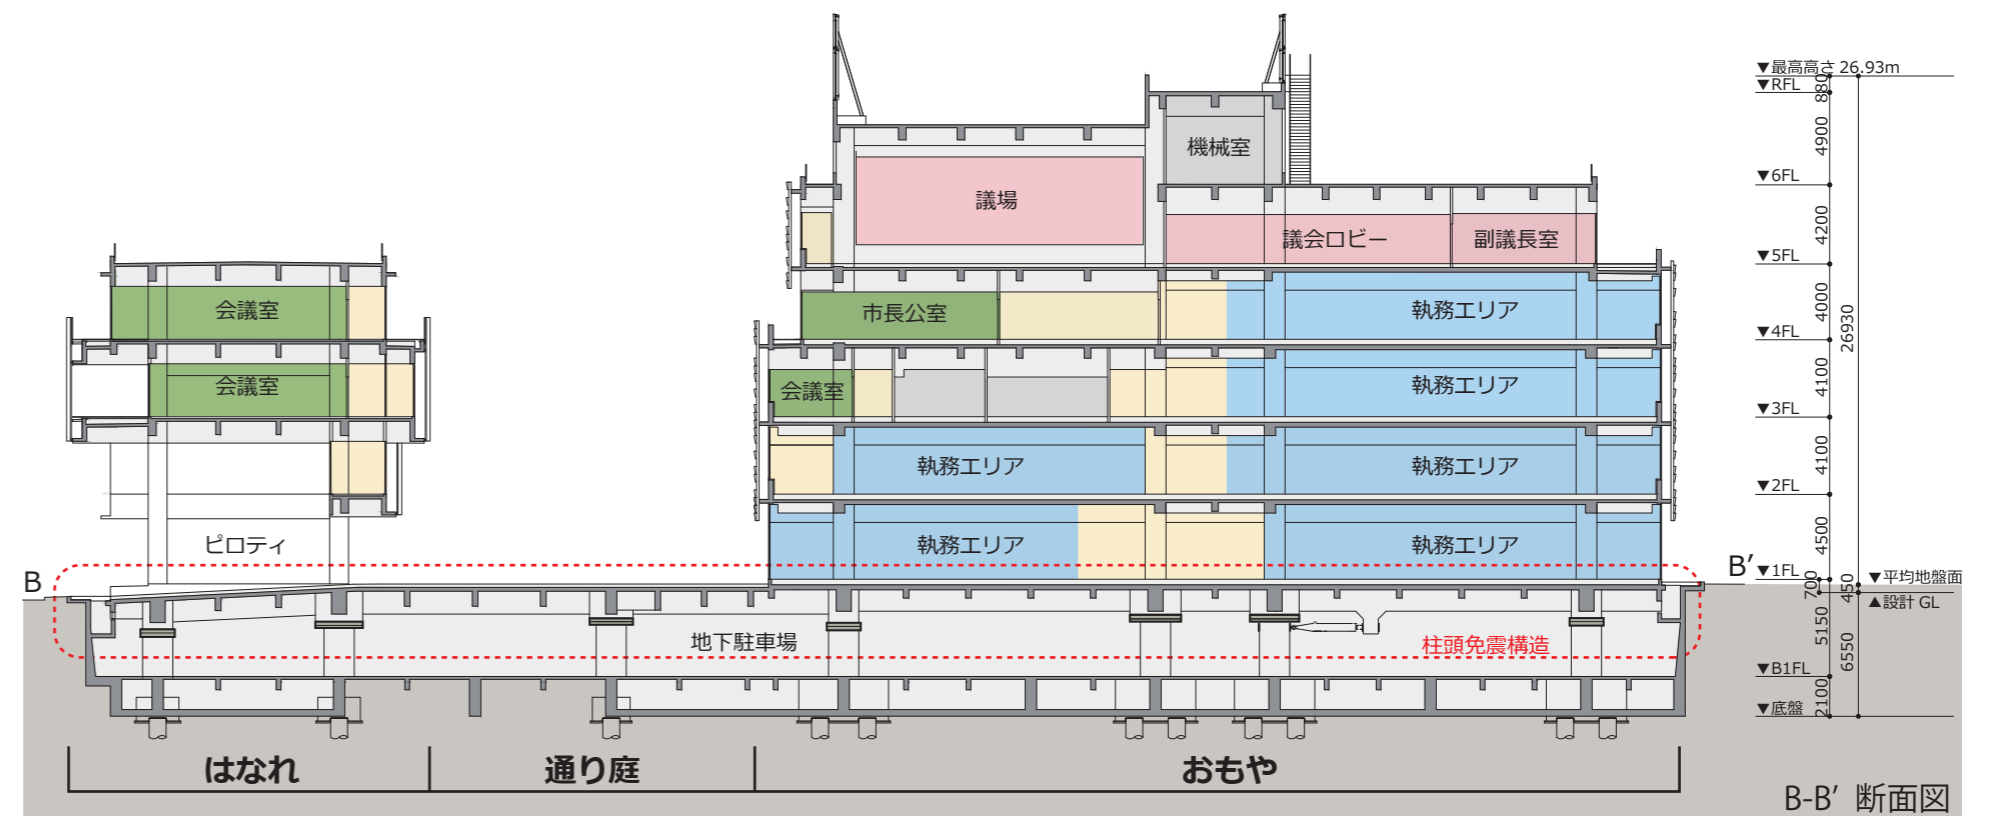 ▼最高高さ 26.93m
880
▼RFL
4900
機械室
▼6FL
議場
4200
議会ロビー
副議長室
▼5FL
会議室
市長公室
執務エリア
4000
▼4FL
26930
会議室
会議室
執務エリア
4100
▼3FL
執務エリア
執務エリア
4100
▼2FL
ピロティ
執務エリア
執務エリア
4500
B
B′
▼1FL
700
450
▼平均地盤面
▲設計 GL
地下駐車場
柱頭免震構造
5150
6550
▼B1FL
2100
▼底盤
はなれ
通り庭
おもや
B-B′ 断面図